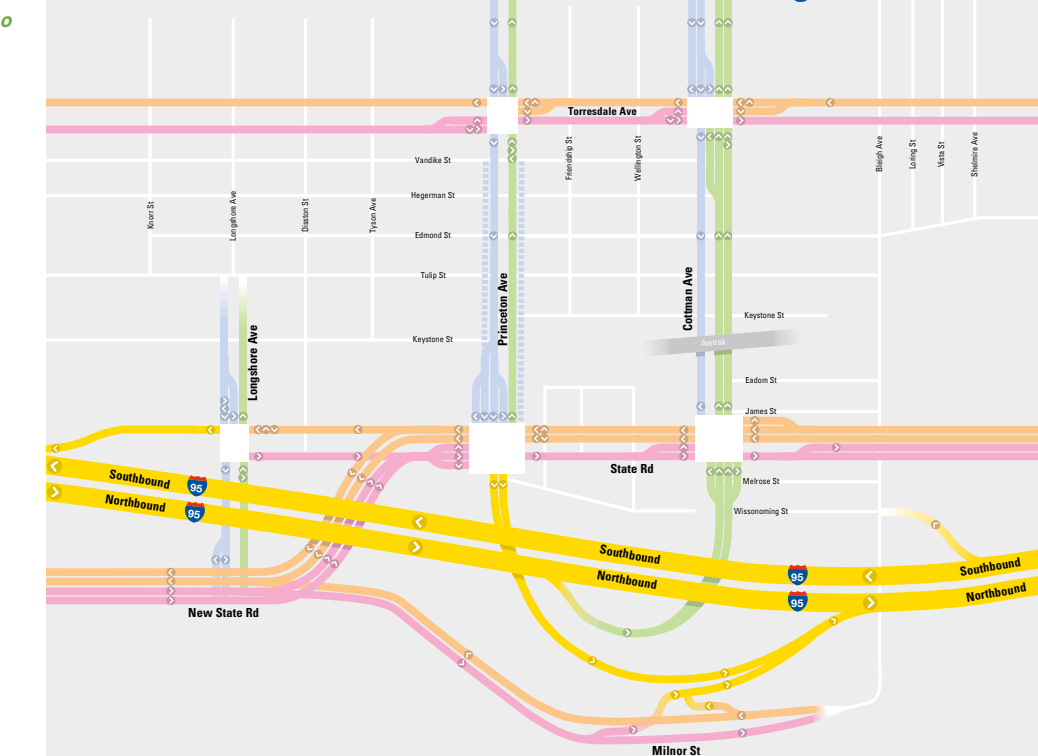 o
Torresdale Ave
Vandike St
Hegerman St
Edmond St
Tulip St
Keystone St
Knorr St
Longshore Ave
Disston St
Tyson Ave
Friendship St
Wellington St
Bleigh Ave
Loring St
Vista St
Shelmire Ave
Longshore Ave
Princeton Ave
Cottman Ave
Keystone St
Amtrak
Eadom St
James St
State Rd
Melrose St
Wissonoming St
Southbound
95
Northbound
95
Southbound
95
Northbound
95
Southbound
Northbound
New State Rd
Milnor St